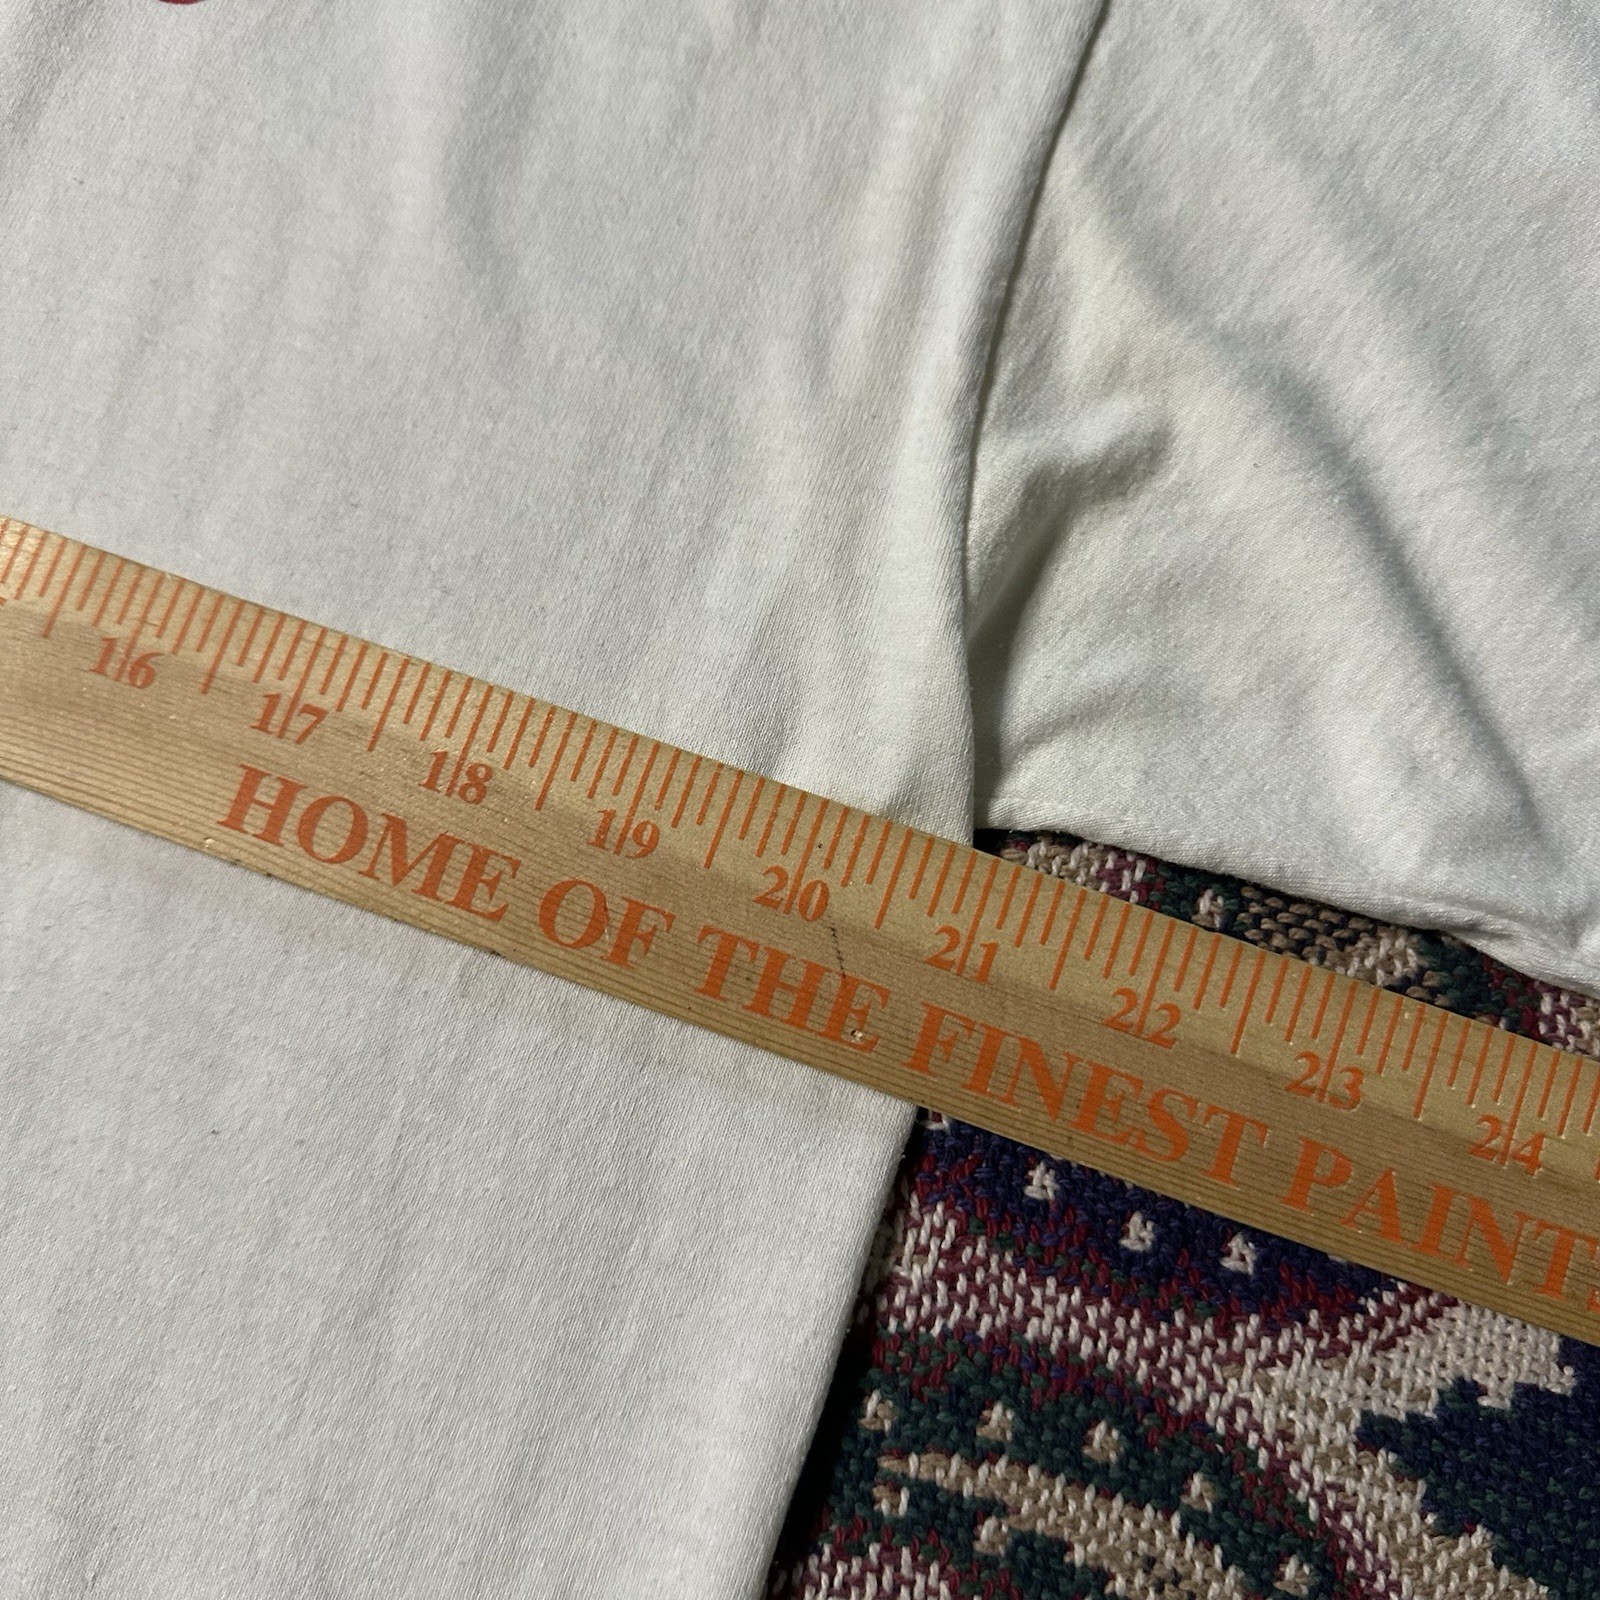 16 17 18 19 20 21 22 23 24
HOME OF THE FINEST PAINT